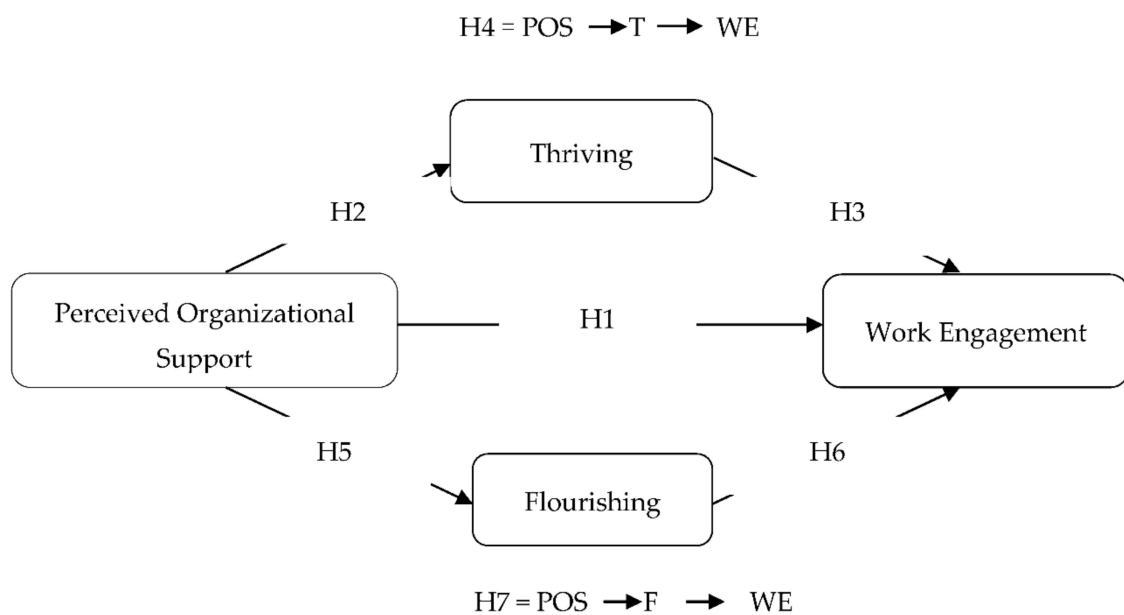 H4 = POS → T → WE
Thriving
H2
H3
Perceived Organizational
Support
H1
Work Engagement
H5
H6
Flourishing
H7 = POS → F → WE